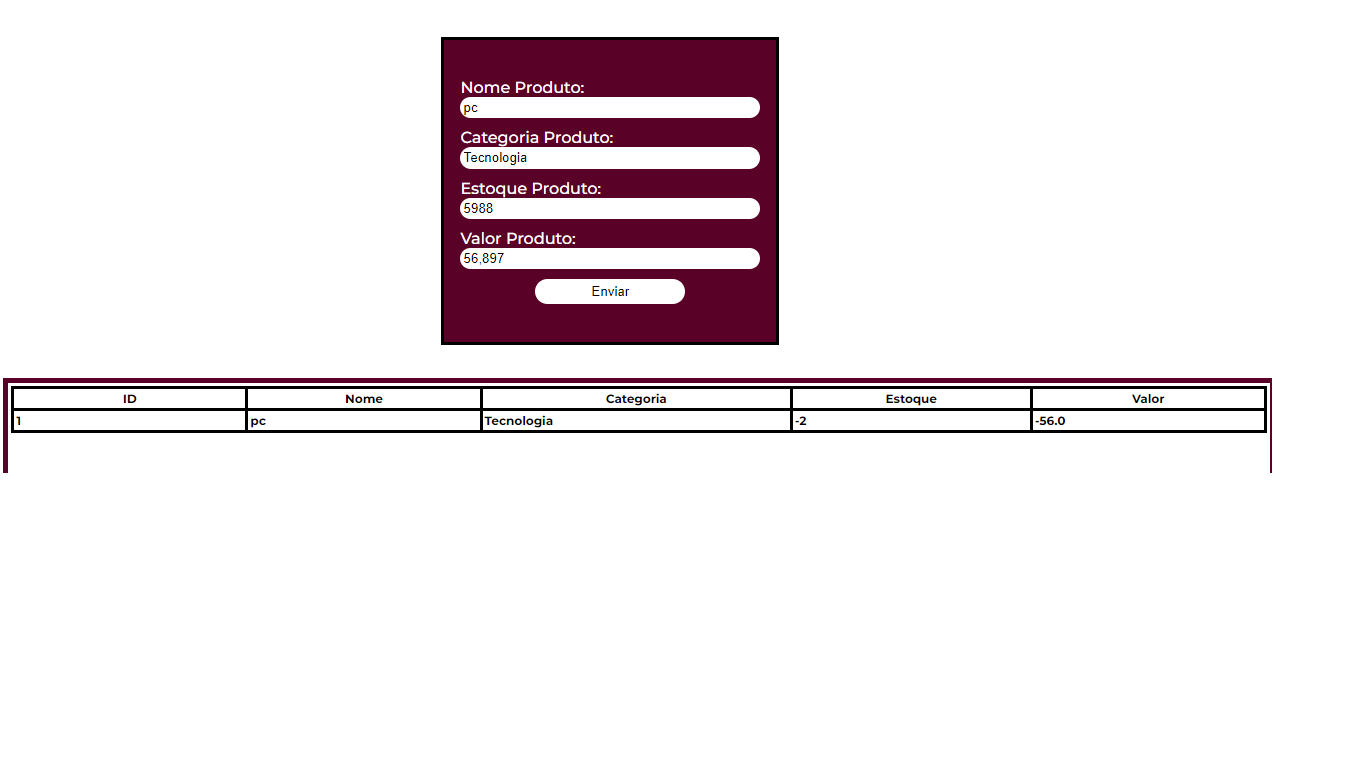 Nome Produto:
pc
Categoria Produto:
Tecnologia
Estoque Produto:
5988
Valor Produto:
56,897
Enviar
ID Nome Categoria Estoque Valor
1 pc Tecnologia -2 -56.0